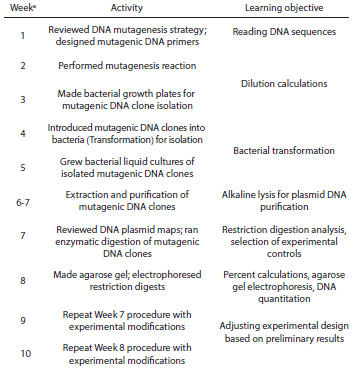 Weekᵃ Activity Learning objective
1 Reviewed DNA mutagenesis strategy; designed mutagenic DNA primers Reading DNA sequences
2 Performed mutagenesis reaction
Dilution calculations
3 Made bacterial growth plates for mutagenic DNA clone isolation
4 Introduced mutagenic DNA clones into bacteria (Transformation) for isolation
Bacterial transformation
5 Grew bacterial liquid cultures of isolated mutagenic DNA clones
6-7 Extraction and purification of mutagenic DNA clones Alkaline lysis for plasmid DNA purification
7 Reviewed DNA plasmid maps; ran enzymatic digestion of mutagenic DNA clones Restriction digestion analysis, selection of experimental controls
8 Made agarose gel; electrophoresed restriction digests Percent calculations, agarose gel electrophoresis, DNA quantitation
9 Repeat Week 7 procedure with experimental modifications
Adjusting experimental design based on preliminary results
10 Repeat Week 8 procedure with experimental modifications